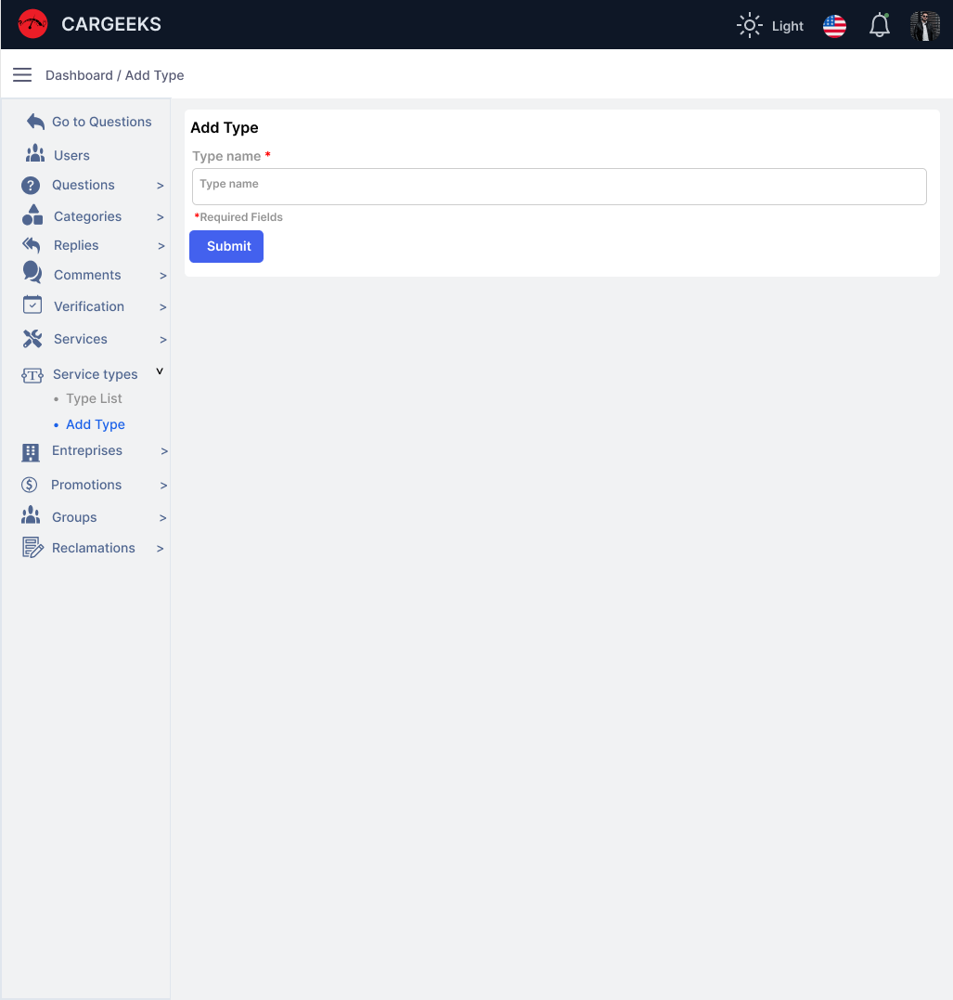 CARGEEKS
Light
Dashboard / Add Type
Go to Questions
Users
Questions >
Categories >
Replies >
Comments >
Verification >
Services >
Service types v
• Type List
• Add Type
Entreprises >
Promotions >
Groups >
Reclamations >
Add Type
Type name *
Type name
*Required Fields
Submit